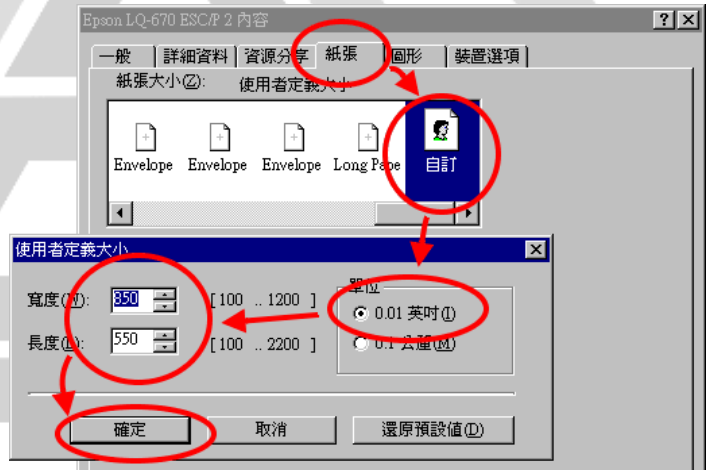 Epson LQ-670 ESC/P 2 內容
一般 詳細資料 資源分享 紙張 圖形 裝置選項
紙張大小(Z): 使用者定義大小
Envelope Envelope Envelope Long Pape 自訂
使用者定義大小
單位
寬度(W): 850 [ 100 .. 1200 ] 0.01 英吋(I)
長度(L): 550 [ 100 .. 2200 ] 0.1 公厘(M)
確定 取消 還原預設值(D)